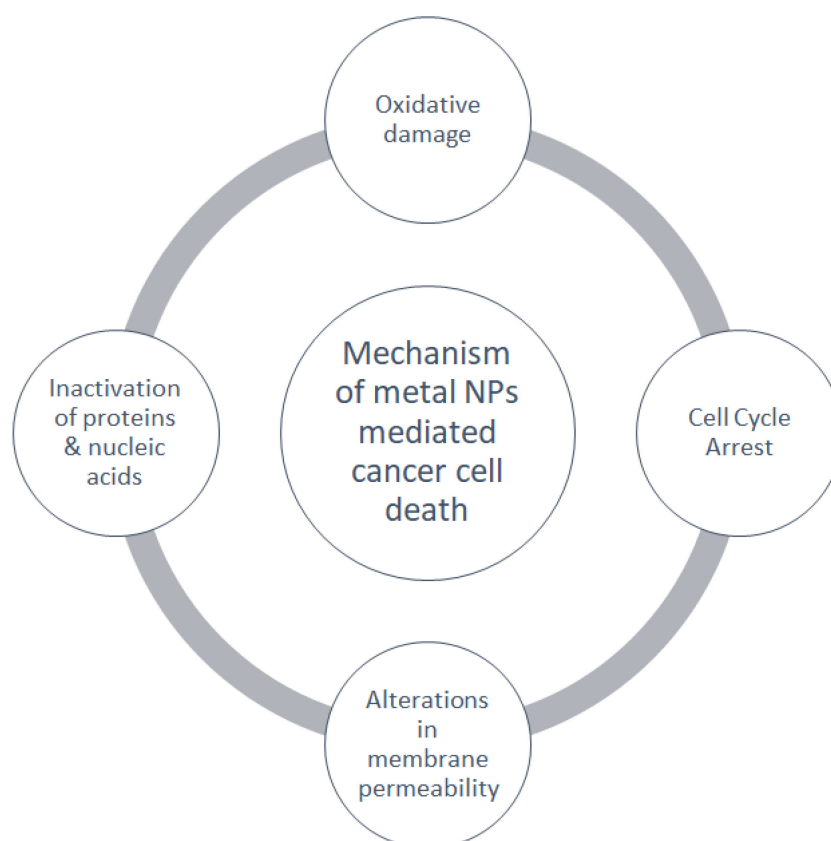 Oxidative
damage
Mechanism
of metal NPs
mediated
cancer cell
death
Inactivation
of proteins
& nucleic
acids
Cell Cycle
Arrest
Alterations
in
membrane
permeability